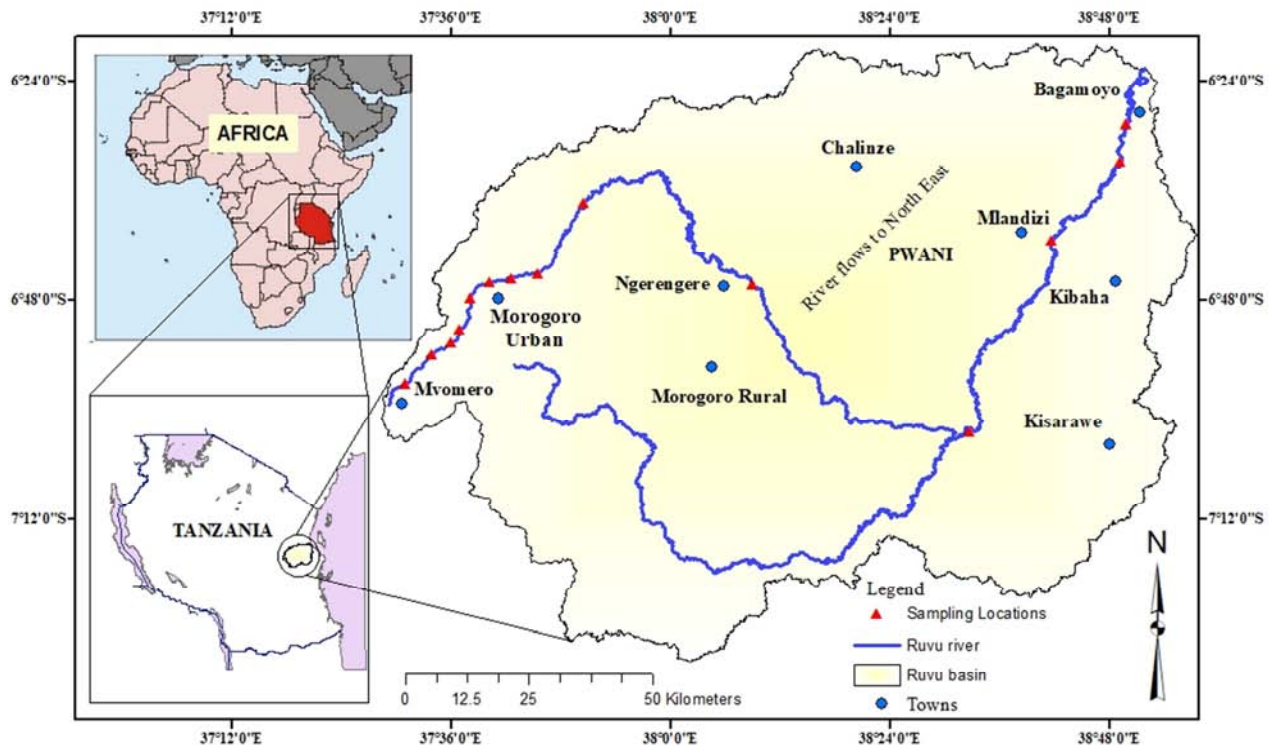 37°12'0"E
37°36'0"E
38°0'0"E
38°24'0"E
38°48'0"E
6°24'0"S
6°24'0"S
AFRICA
Bagamoyo
Chalinze
Mlandizi
River flows to North East
PWANI
Ngerengere
Kibaha
6°48'0"S
6°48'0"S
Morogoro
Urban
Mvomero
Morogoro Rural
Kisarawe
7°12'0"S
7°12'0"S
TANZANIA
N
Legend
Sampling Locations
Ruvu river
Ruvu basin
Towns
0 12.5 25 50 Kilometers
37°12'0"E
37°36'0"E
38°0'0"E
38°24'0"E
38°48'0"E